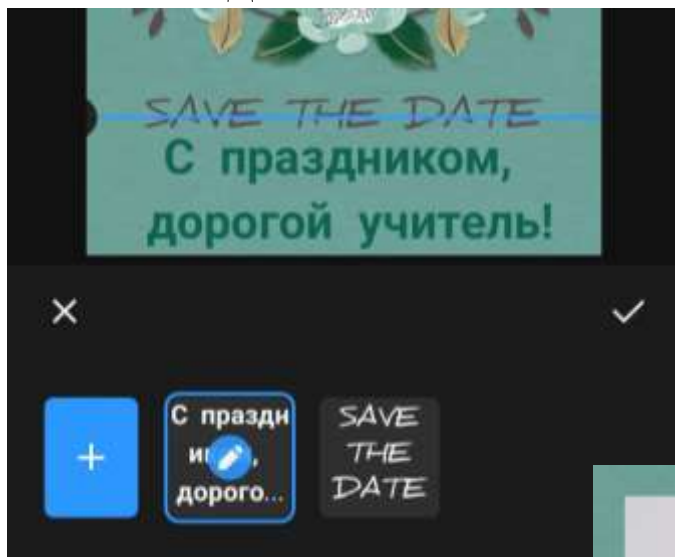 SAVE THE DATE
С праздником,
дорогой учитель!
С праздн
дорого...
SAVE
THE
DATE